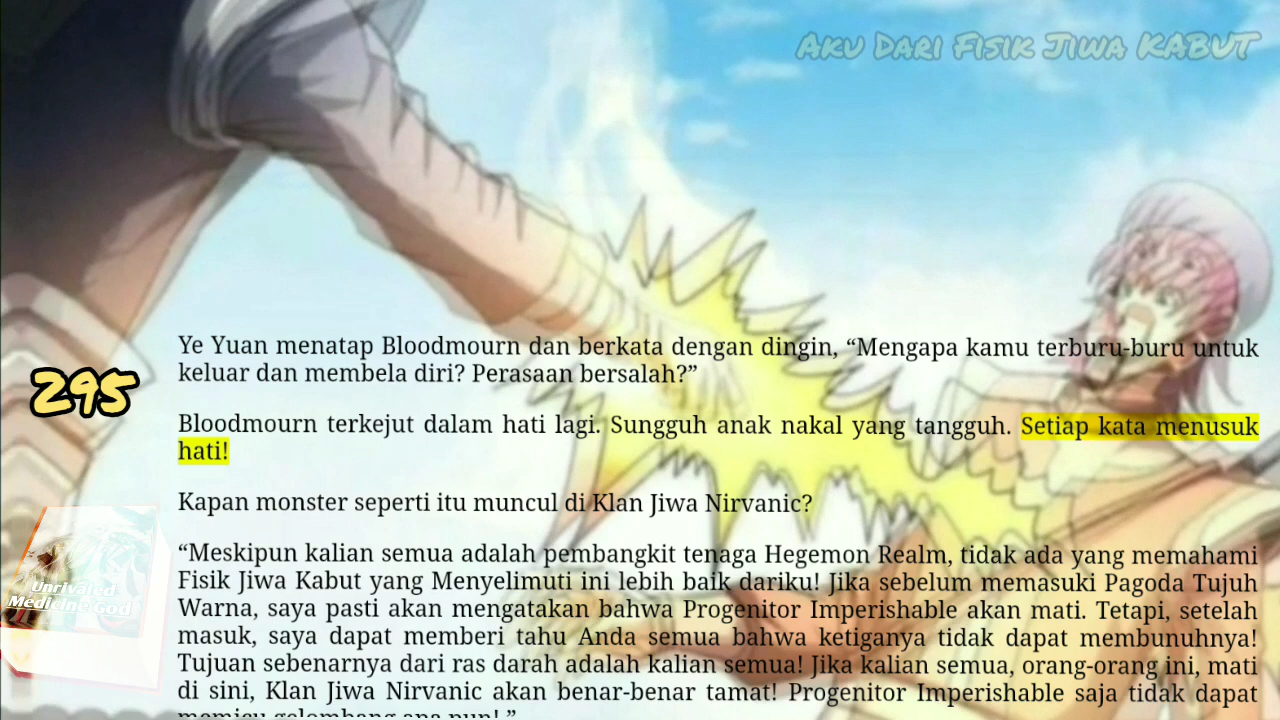 Aku Dari Fisik Jiwa KABUT
Ye Yuan menatap Bloodmourn dan berkata dengan dingin, “Mengapa kamu terburu-buru untuk
keluar dan membela diri? Perasaan bersalah?”
295
Bloodmourn terkejut dalam hati lagi. Sungguh anak nakal yang tangguh. Setiap kata menusuk
hati!
Kapan monster seperti itu muncul di Klan Jiwa Nirvanic?
“Meskipun kalian semua adalah pembangkit tenaga Hegemon Realm, tidak ada yang memahami
Fisik Jiwa Kabut yang Menyelimuti ini lebih baik dariku! Jika sebelum memasuki Pagoda Tujuh
Warna, saya pasti akan mengatakan bahwa Progenitor Imperishable akan mati. Tetapi, setelah
masuk, saya dapat memberi tahu Anda semua bahwa ketiganya tidak dapat membunuhnya!
Tujuan sebenarnya dari ras darah adalah kalian semua! Jika kalian semua, orang-orang ini, mati
di sini, Klan Jiwa Nirvanic akan benar-benar tamat! Progenitor Imperishable saja tidak dapat
memicu gelombang apa pun! ”
Unrivaled
Medicine God